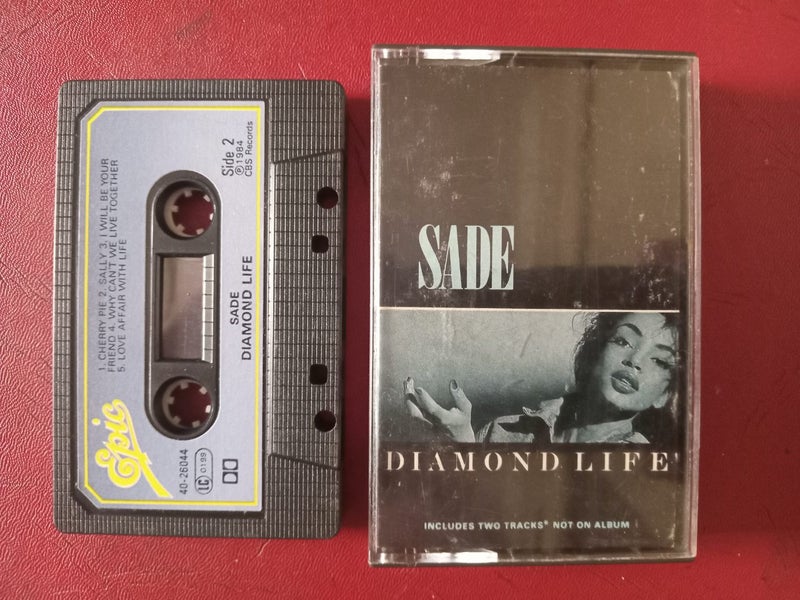 1. CHERRY PIE 2. SALLY 3. I WILL BE YOUR
FRIEND 4. WHY CAN'T WE LIVE TOGETHER
5. LOVE AFFAIR WITH LIFE
Side 2
℗1984
CBS Records
SADE
DIAMOND LIFE
Epic
40-26044
LC 0199
SADE
DIAMOND LIFE
INCLUDES TWO TRACKS* NOT ON ALBUM